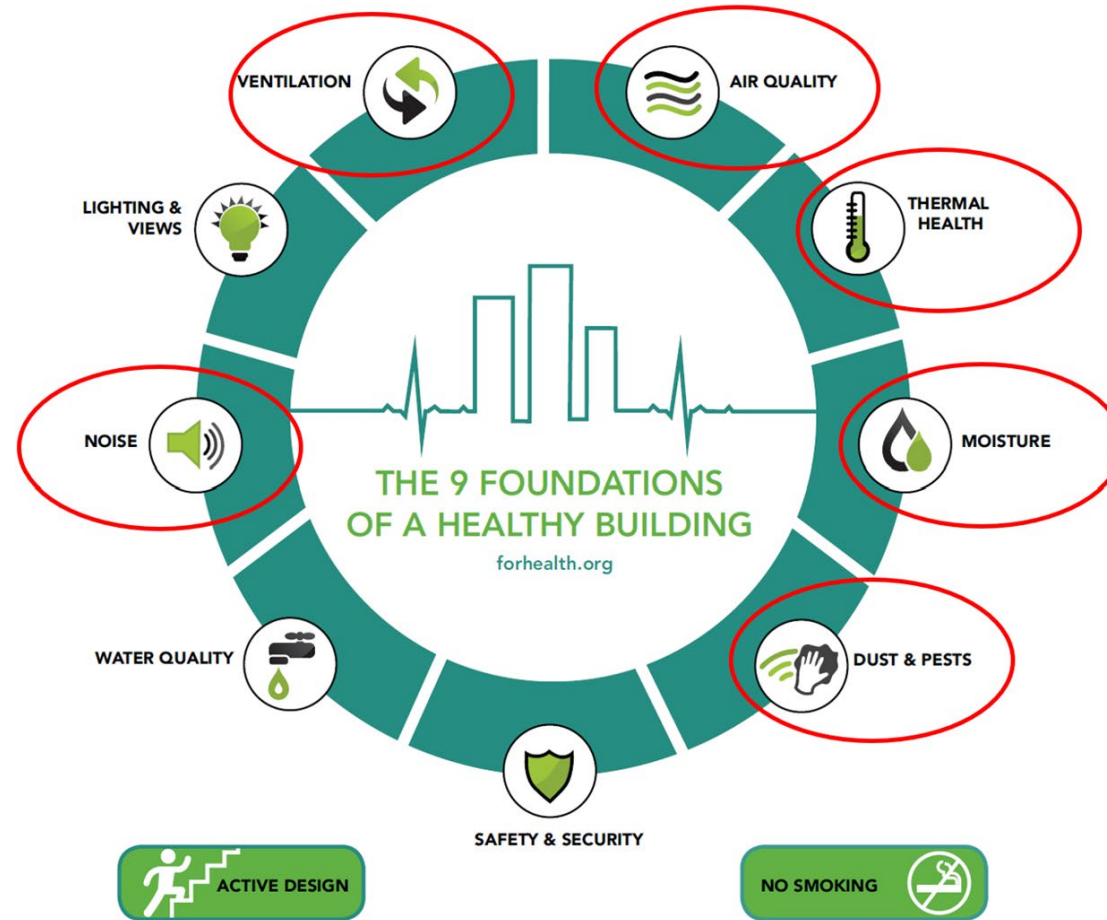 VENTILATION
AIR QUALITY
LIGHTING &
VIEWS
THERMAL
HEALTH
NOISE
MOISTURE
THE 9 FOUNDATIONS
OF A HEALTHY BUILDING
forhealth.org
WATER QUALITY
DUST & PESTS
SAFETY & SECURITY
ACTIVE DESIGN
NO SMOKING